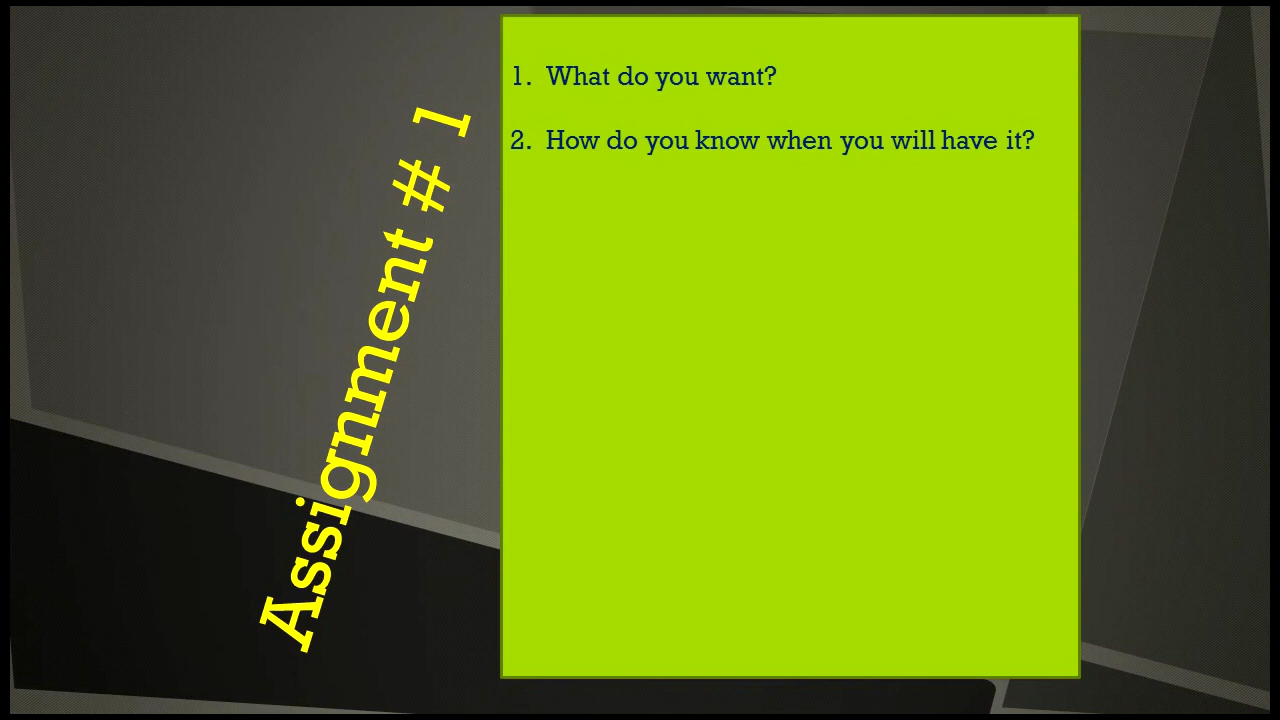 Assignment # 1
1. What do you want?
2. How do you know when you will have it?